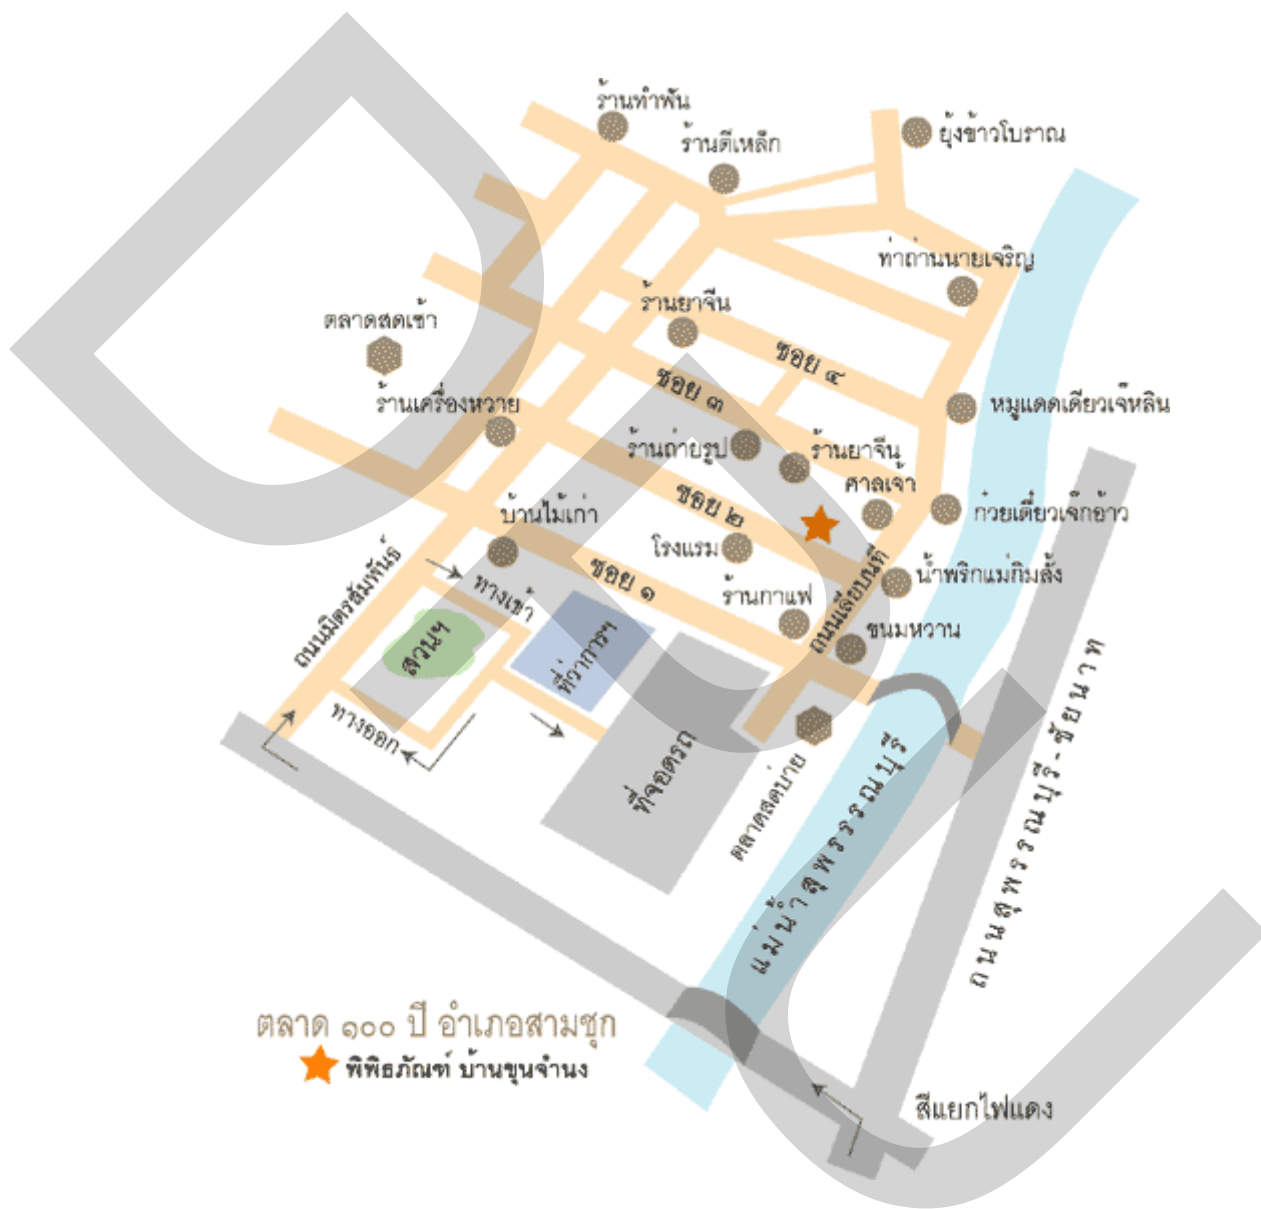 ร้านทำฟัน
ร้านตีเหล็ก
ยุ้งข้าวโบราณ
ท่าถ่านนายเจริญ
ร้านยาจีน
ตลาดสดเช้า
ซอย ๔
ซอย ๓
ร้านเครื่องหวาย
หมูแดดเดียวเจ๊หลิน
ร้านถ่ายรูป
ร้านยาจีน
ศาลเจ้า
ซอย ๒
บ้านไม้เก่า
ก๋วยเตี๋ยวเจ๊กอ้าว
โรงแรม
ซอย ๑
น้ำพริกแม่กิมลั้ง
ทางเข้า
ร้านกาแฟ
ถนนเลียบนที
ถนนมิตรสัมพันธ์
ขนมหวาน
สวนฯ
ที่ว่าการฯ
ทางออก
ที่จอดรถ
ตลาดสดบ่าย
แม่น้ำสุพรรรณบุรี
ถนนสุพรรณบุรี-ชัยนาท
ตลาด ๑๐๐ ปี อำเภอสามชุก
พิพิธภัณฑ์ บ้านขุนจำนง
สี่แยกไฟแดง